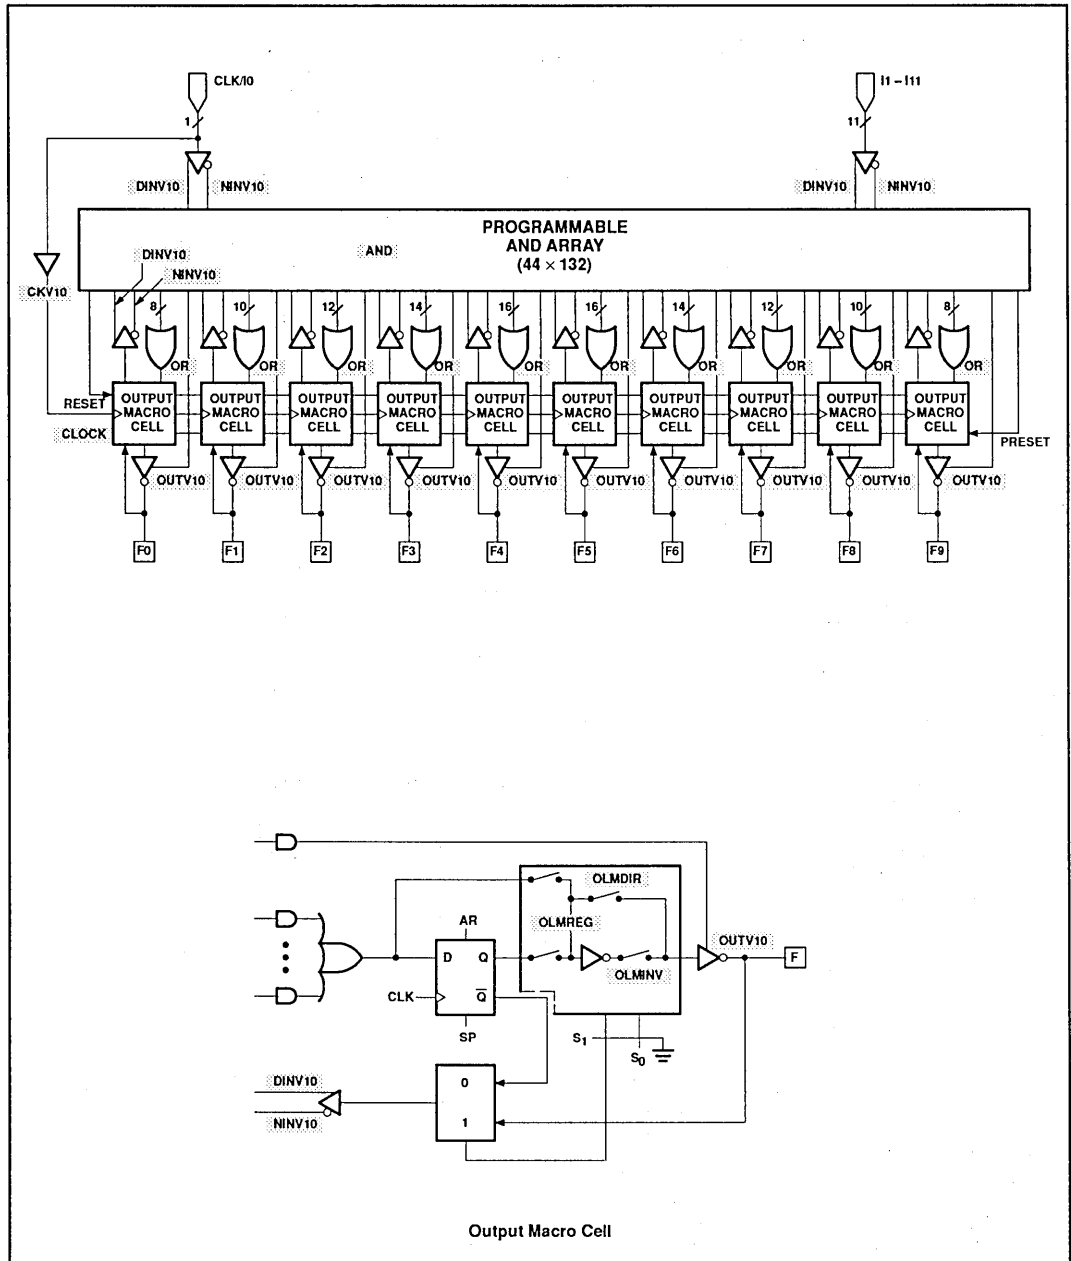 CLK/I0
I1 – I11
1
11
DINV10 NINV10
DINV10 NINV10
PROGRAMMABLE
AND ARRAY
(44 × 132)
AND
DINV10
NINV10
CKV10
8 10 12 14 16 16 14 12 10 8
OR OR OR OR OR OR OR OR OR OR
RESET
CLOCK
PRESET
OUTPUT MACRO CELL
OUTPUT MACRO CELL
OUTPUT MACRO CELL
OUTPUT MACRO CELL
OUTPUT MACRO CELL
OUTPUT MACRO CELL
OUTPUT MACRO CELL
OUTPUT MACRO CELL
OUTPUT MACRO CELL
OUTPUT MACRO CELL
OUTV10 OUTV10 OUTV10 OUTV10 OUTV10 OUTV10 OUTV10 OUTV10 OUTV10 OUTV10
F0 F1 F2 F3 F4 F5 F6 F7 F8 F9
OLMDIR
AR
OLMREG
OUTV10
D Q
F
OLMINV
CLK
Q̅
SP
S1
S0
DINV10
0
NINV10
1
Output Macro Cell